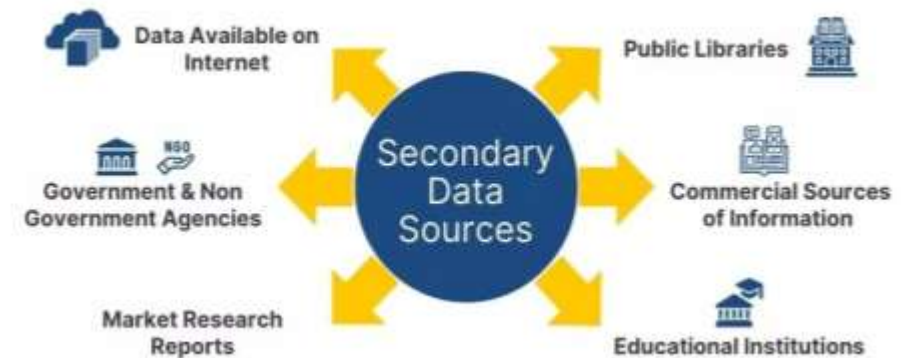 Data Available on
Internet
Public Libraries
NGO
Government & Non
Government Agencies
Secondary
Data
Sources
Commercial Sources
of Information
Market Research
Reports
Educational Institutions